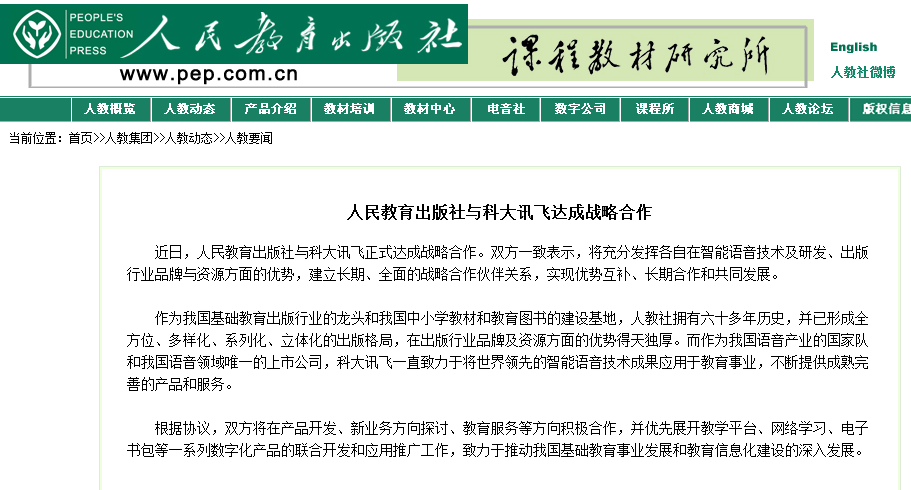 PEOPLE'S
EDUCATION
PRESS
人民教育出版社
www.pep.com.cn
课程教材研究所
English
人教社微博
人教概览 人教动态 产品介绍 教材培训 教材中心 电音社 数字公司 课程所 人教商城 人教论坛 版权信息
当前位置：首页>>人教集团>>人教动态>>人教要闻
人民教育出版社与科大讯飞达成战略合作
近日，人民教育出版社与科大讯飞正式达成战略合作。双方一致表示，将充分发挥各自在智能语音技术及研发、出版
行业品牌与资源方面的优势，建立长期、全面的战略合作伙伴关系，实现优势互补、长期合作和共同发展。
作为我国基础教育出版行业的龙头和我国中小学教材和教育图书的建设基地，人教社拥有六十多年历史，并已形成全
方位、多样化、系列化、立体化的出版格局，在出版行业品牌及资源方面的优势得天独厚。而作为我国语音产业的国家队
和我国语音领域唯一的上市公司，科大讯飞一直致力于将世界领先的智能语音技术成果应用于教育事业，不断提供成熟完
善的产品和服务。
根据协议，双方将在产品开发、新业务方向探讨、教育服务等方向积极合作，并优先展开教学平台、网络学习、电子
书包等一系列数字化产品的联合开发和应用推广工作，致力于推动我国基础教育事业发展和教育信息化建设的深入发展。